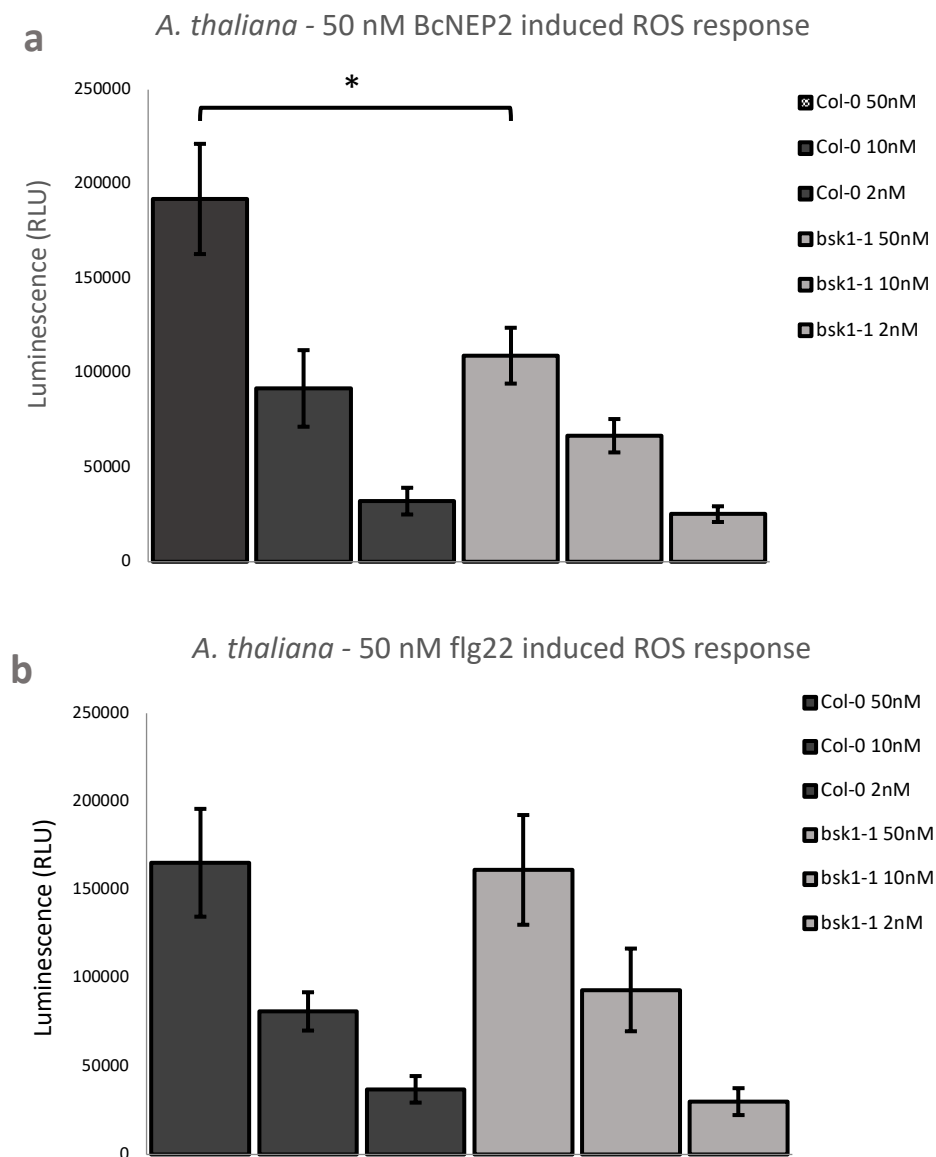 a
A. thaliana - 50 nM BcNEP2 induced ROS response
Luminescence (RLU)
250000
200000
150000
100000
50000
0
*
Col-0 50nM
Col-0 10nM
Col-0 2nM
bsk1-1 50nM
bsk1-1 10nM
bsk1-1 2nM
b
A. thaliana - 50 nM flg22 induced ROS response
Luminescence (RLU)
250000
200000
150000
100000
50000
0
Col-0 50nM
Col-0 10nM
Col-0 2nM
bsk1-1 50nM
bsk1-1 10nM
bsk1-1 2nM